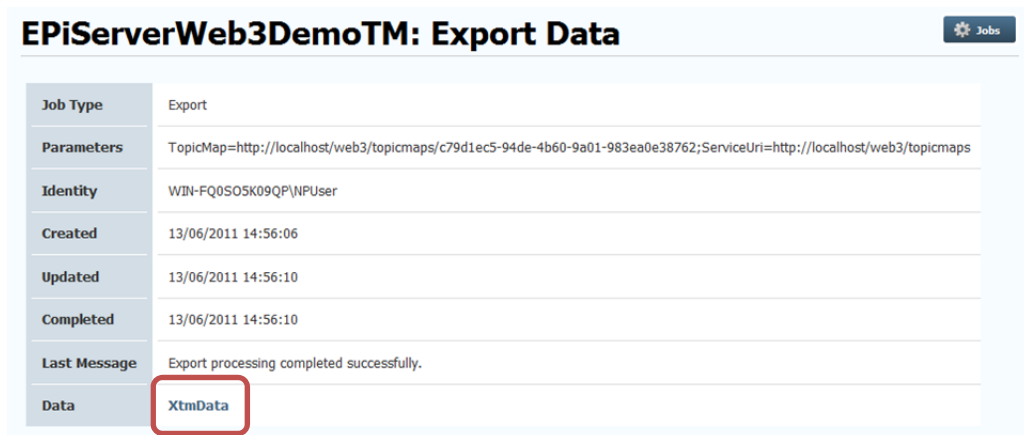 EPiServerWeb3DemoTM: Export Data
Jobs
Job Type Export
Parameters TopicMap=http://localhost/web3/topicmaps/c79d1ec5-94de-4b60-9a01-983ea0e38762;ServiceUri=http://localhost/web3/topicmaps
Identity WIN-FQ0SO5K09QP\NPUser
Created 13/06/2011 14:56:06
Updated 13/06/2011 14:56:10
Completed 13/06/2011 14:56:10
Last Message Export processing completed successfully.
Data XtmData